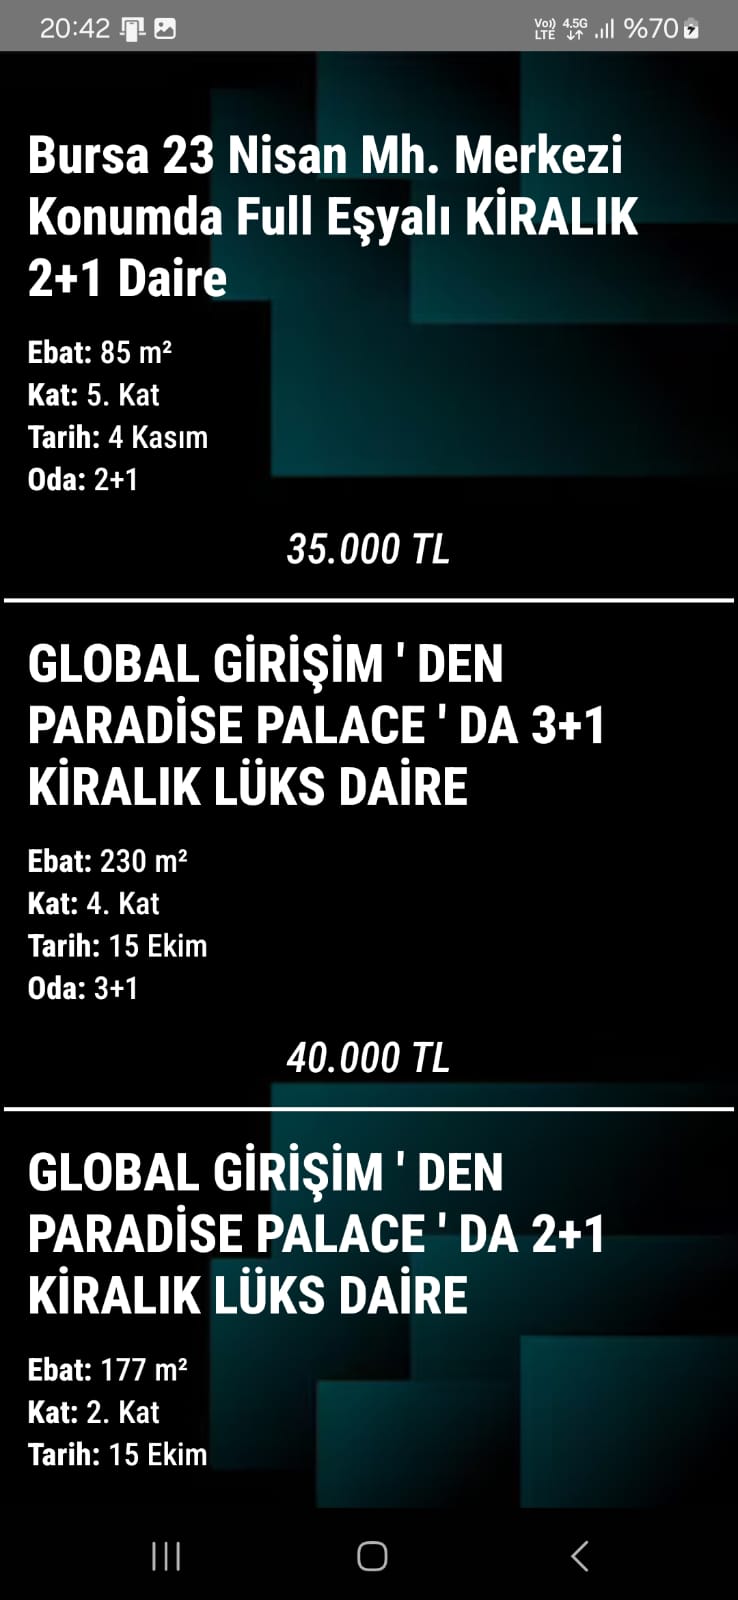 20:42 Vo)) LTE 4.5G %70
Bursa 23 Nisan Mh. Merkezi
Konumda Full Eşyalı KİRALIK
2+1 Daire
Ebat: 85 m²
Kat: 5. Kat
Tarih: 4 Kasım
Oda: 2+1
35.000 TL
GLOBAL GİRİŞİM ' DEN
PARADİSE PALACE ' DA 3+1
KİRALIK LÜKS DAİRE
Ebat: 230 m²
Kat: 4. Kat
Tarih: 15 Ekim
Oda: 3+1
40.000 TL
GLOBAL GİRİŞİM ' DEN
PARADİSE PALACE ' DA 2+1
KİRALIK LÜKS DAİRE
Ebat: 177 m²
Kat: 2. Kat
Tarih: 15 Ekim